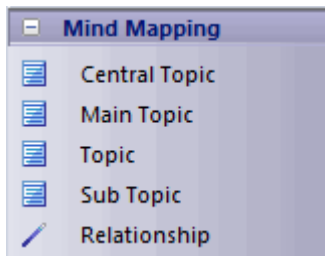 Mind Mapping
Central Topic
Main Topic
Topic
Sub Topic
Relationship